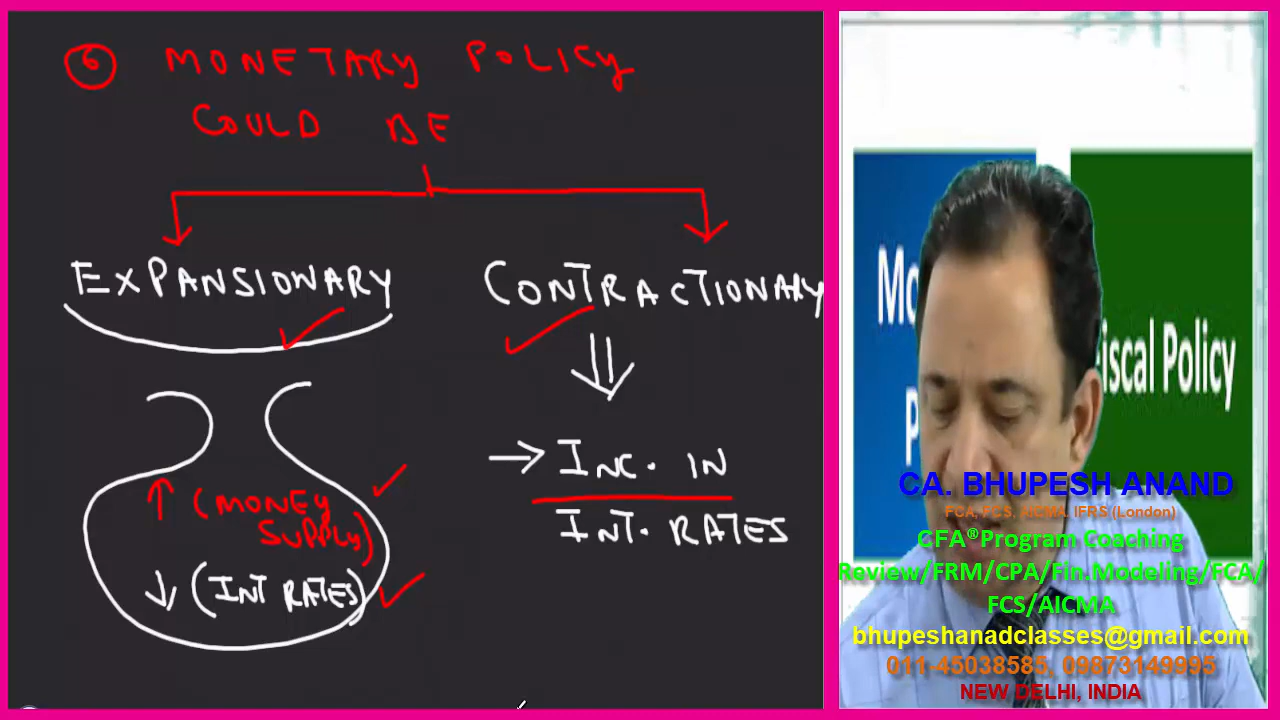 6 MONETARY POLICY
COULD BE
EXPANSIONARY
CONTRACTIONARY
↑ (MONEY
SUPPLY)
↓ (INT RATES)
→ INC. IN
INT. RATES
Fiscal Policy
CA. BHUPESH ANAND
FCA, FCS, AICMA. IFRS (London)
CFA®Program Coaching
Review/FRM/CPA/Fin.Modeling/FCA/
FCS/AICMA
bhupeshanadclasses@gmail.com
011-45038585, 09873149995
NEW DELHI, INDIA